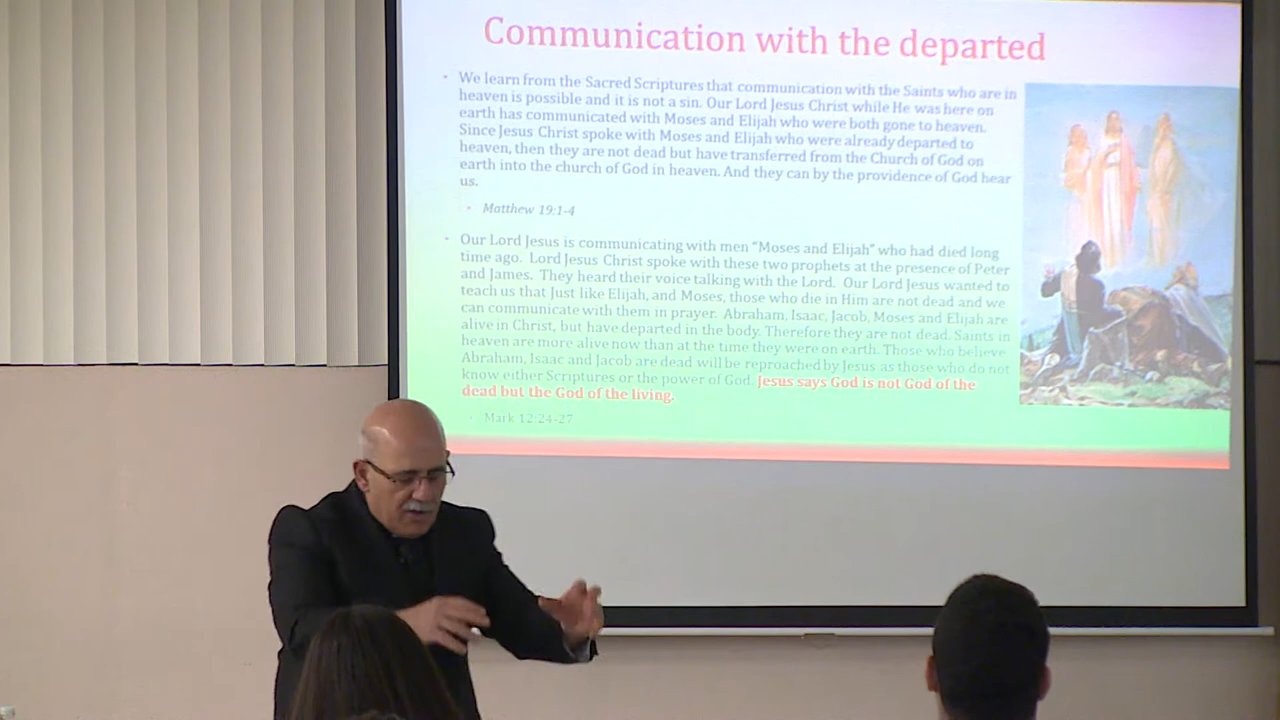 Communication with the departed
We learn from the Sacred Scriptures that communication with the Saints who are in
heaven is possible and it is not a sin. Our Lord Jesus Christ while He was here on
earth has communicated with Moses and Elijah who were both gone to heaven.
Since Jesus Christ spoke with Moses and Elijah who were already departed to
heaven, then they are not dead but have transferred from the Church of God on
earth into the church of God in heaven. And they can by the providence of God hear
us.
Matthew 19:1-4
Our Lord Jesus is communicating with men "Moses and Elijah" who had died long
time ago. Lord Jesus Christ spoke with these two prophets at the presence of Peter
and James. They heard their voice talking with the Lord. Our Lord Jesus wanted to
teach us that Just like Elijah, and Moses, those who die in Him are not dead and we
can communicate with them in prayer. Abraham, Isaac, Jacob, Moses and Elijah are
alive in Christ, but have departed in the body. Therefore they are not dead. Saints in
heaven are more alive now than at the time they were on earth. Those who believe
Abraham, Isaac and Jacob are dead will be reproached by Jesus as those who do not
know either Scriptures or the power of God. Jesus says God is not God of the
dead but the God of the living.
Mark 12:24-27